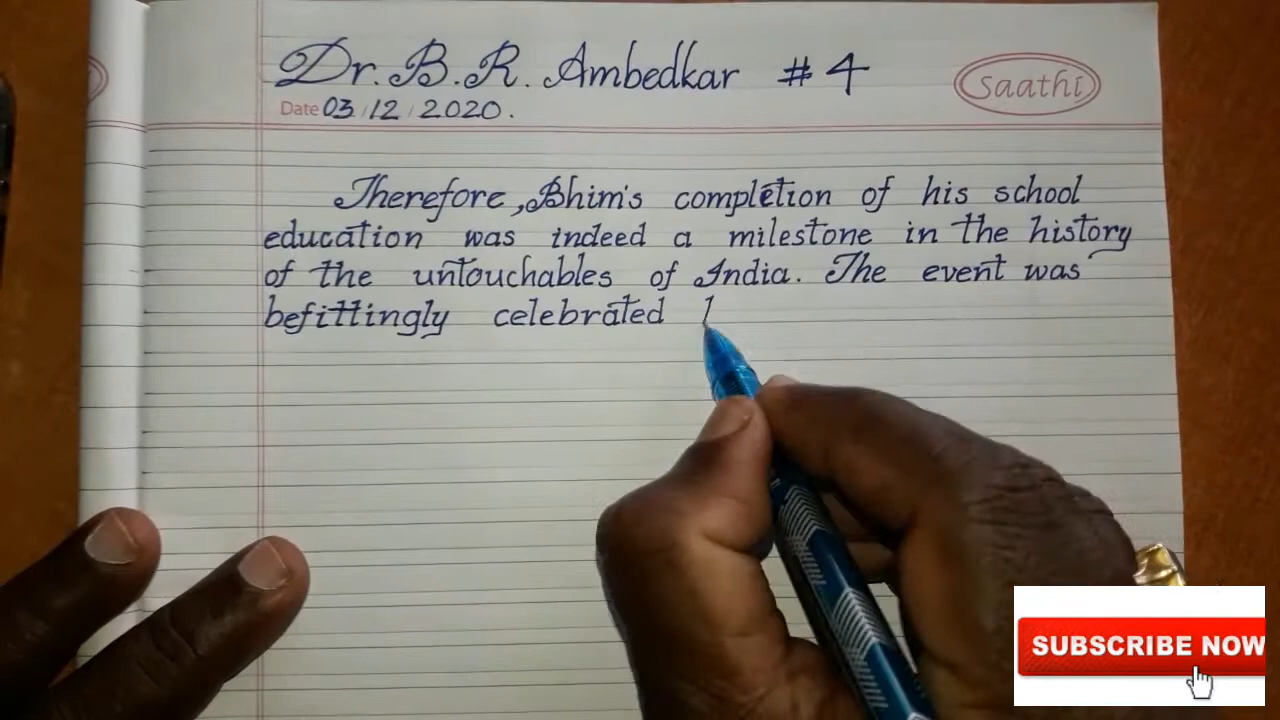 Dr. B. R. Ambedkar # 4
saathi
Date 03/12/2020.
Therefore, Bhim's completion of his school
education was indeed a milestone in the history
of the untouchables of India. The event was
befittingly celebrated
SUBSCRIBE NOW